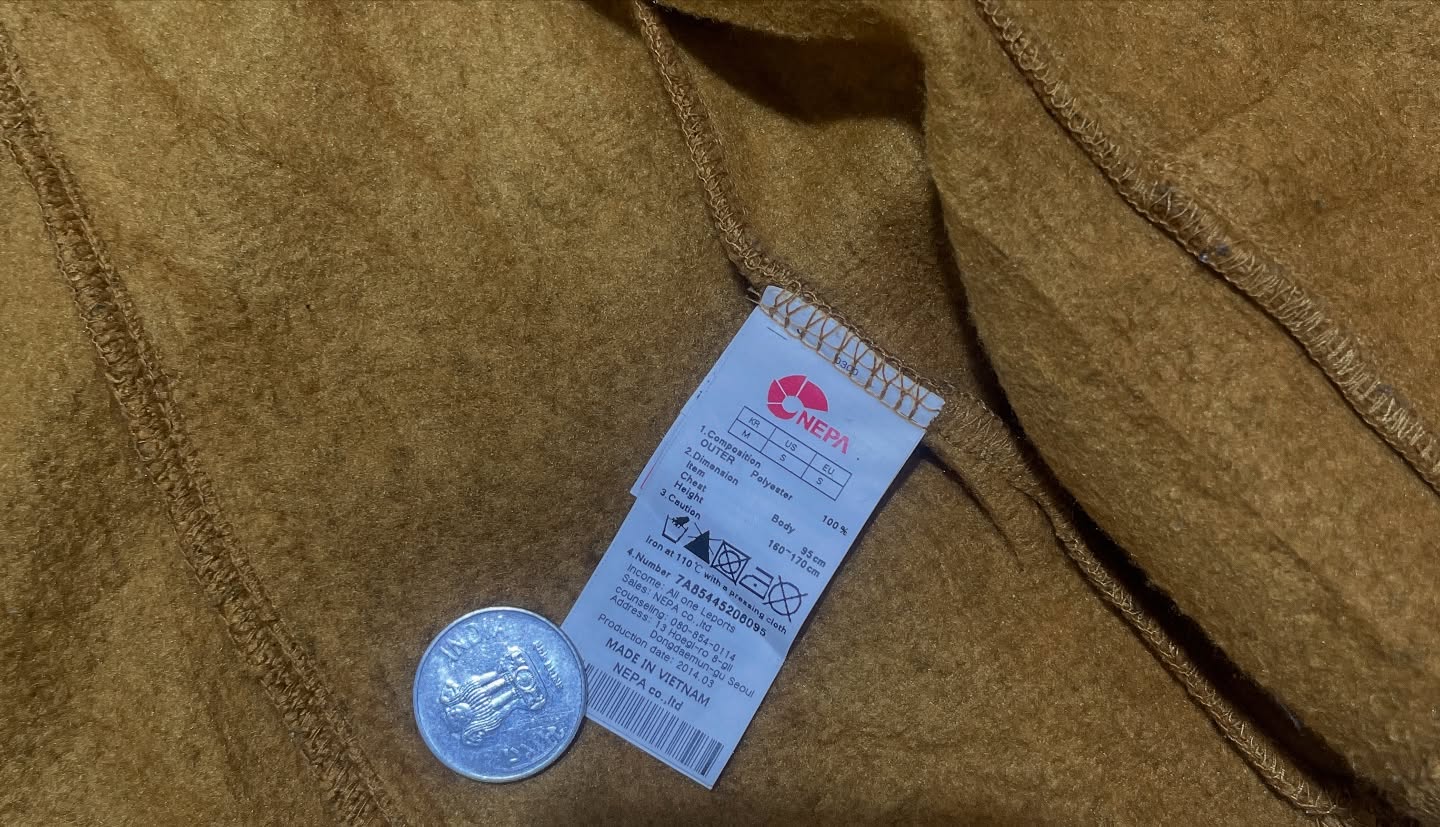 0300
NEPA
KR US EU
M S S
1.Composition
OUTER Polyester 100%
2.Dimension
Item Body
Chest 95cm
Height 160~170cm
3.Caution
Iron at 110℃ with a pressing cloth
4.Number 7A85445208095
Income: All one Leports
Sales: NEPA co.,ltd
counseling: 080-854-0114
Address: 13 Hoegi-ro 8-gil
Dongdaemun-gu Seoul
Production date: 2014.03
MADE IN VIETNAM
NEPA co.,ltd